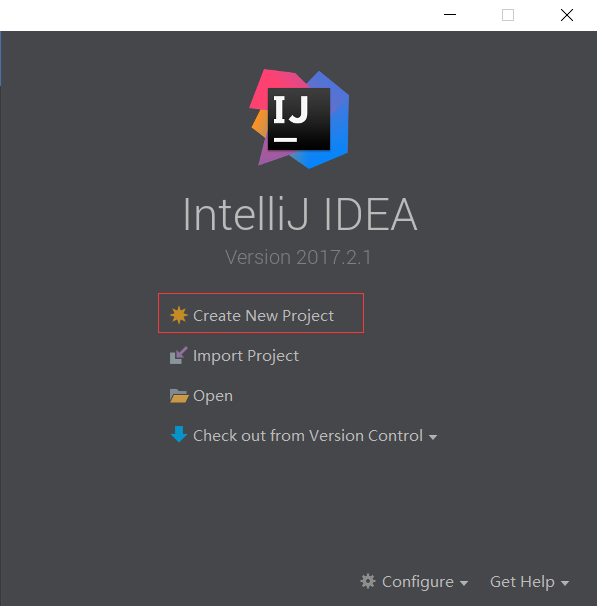 IJ
IntelliJ IDEA
Version 2017.2.1
Create New Project
Import Project
Open
Check out from Version Control
Configure
Get Help